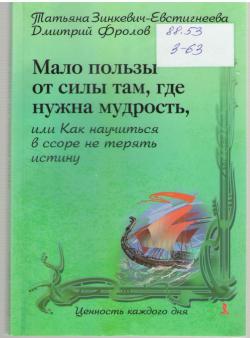 Татьяна Зинкевич-Евстигнеева
Дмитрий Фролов
88.53
З-63
Мало пользы
от силы там, где
нужна мудрость,
или Как научиться
в ссоре не терять
истину
Ценность каждого дня